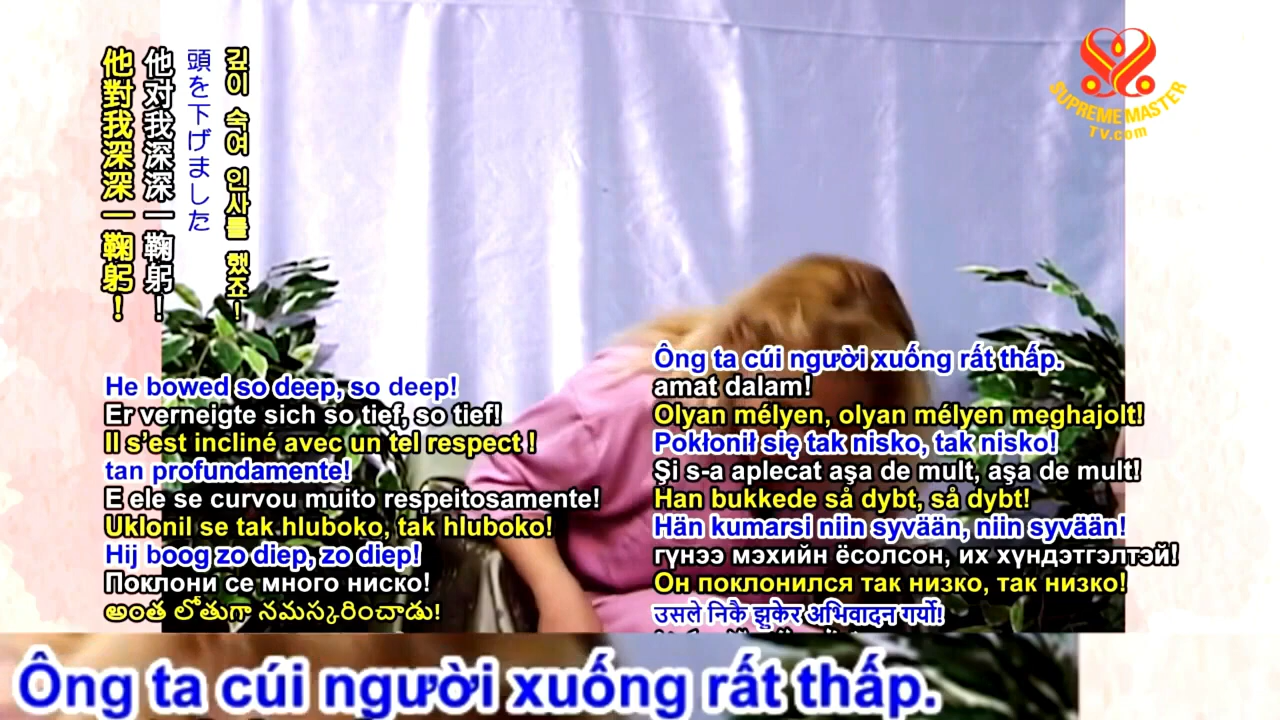 他對我深深一鞠躬！
他对我深深一鞠躬！
頭を下げました
깊이 숙여 인사를 했죠!
SUPREME MASTER
TV.com
He bowed so deep, so deep!
Er verneigte sich so tief, so tief!
Il s'est incliné avec un tel respect !
tan profundamente!
E ele se curvou muito respeitosamente!
Uklonil se tak hluboko, tak hluboko!
Hij boog zo diep, zo diep!
Поклони се много ниско!
అంత లోతుగా నమస్కరించాడు!
Ông ta cúi người xuống rất thấp.
amat dalam!
Olyan mélyen, olyan mélyen meghajolt!
Pokłonił się tak nisko, tak nisko!
Şi s-a aplecat aşa de mult, aşa de mult!
Han bukkede så dybt, så dybt!
Hän kumarsi niin syvään, niin syvään!
гүнээ мэхийн ёсолсон, их хүндэтгэлтэй!
Он поклонился так низко, так низко!
उसले निकै झुकेर अभिवादन गर्यो!
Ông ta cúi người xuống rất thấp.